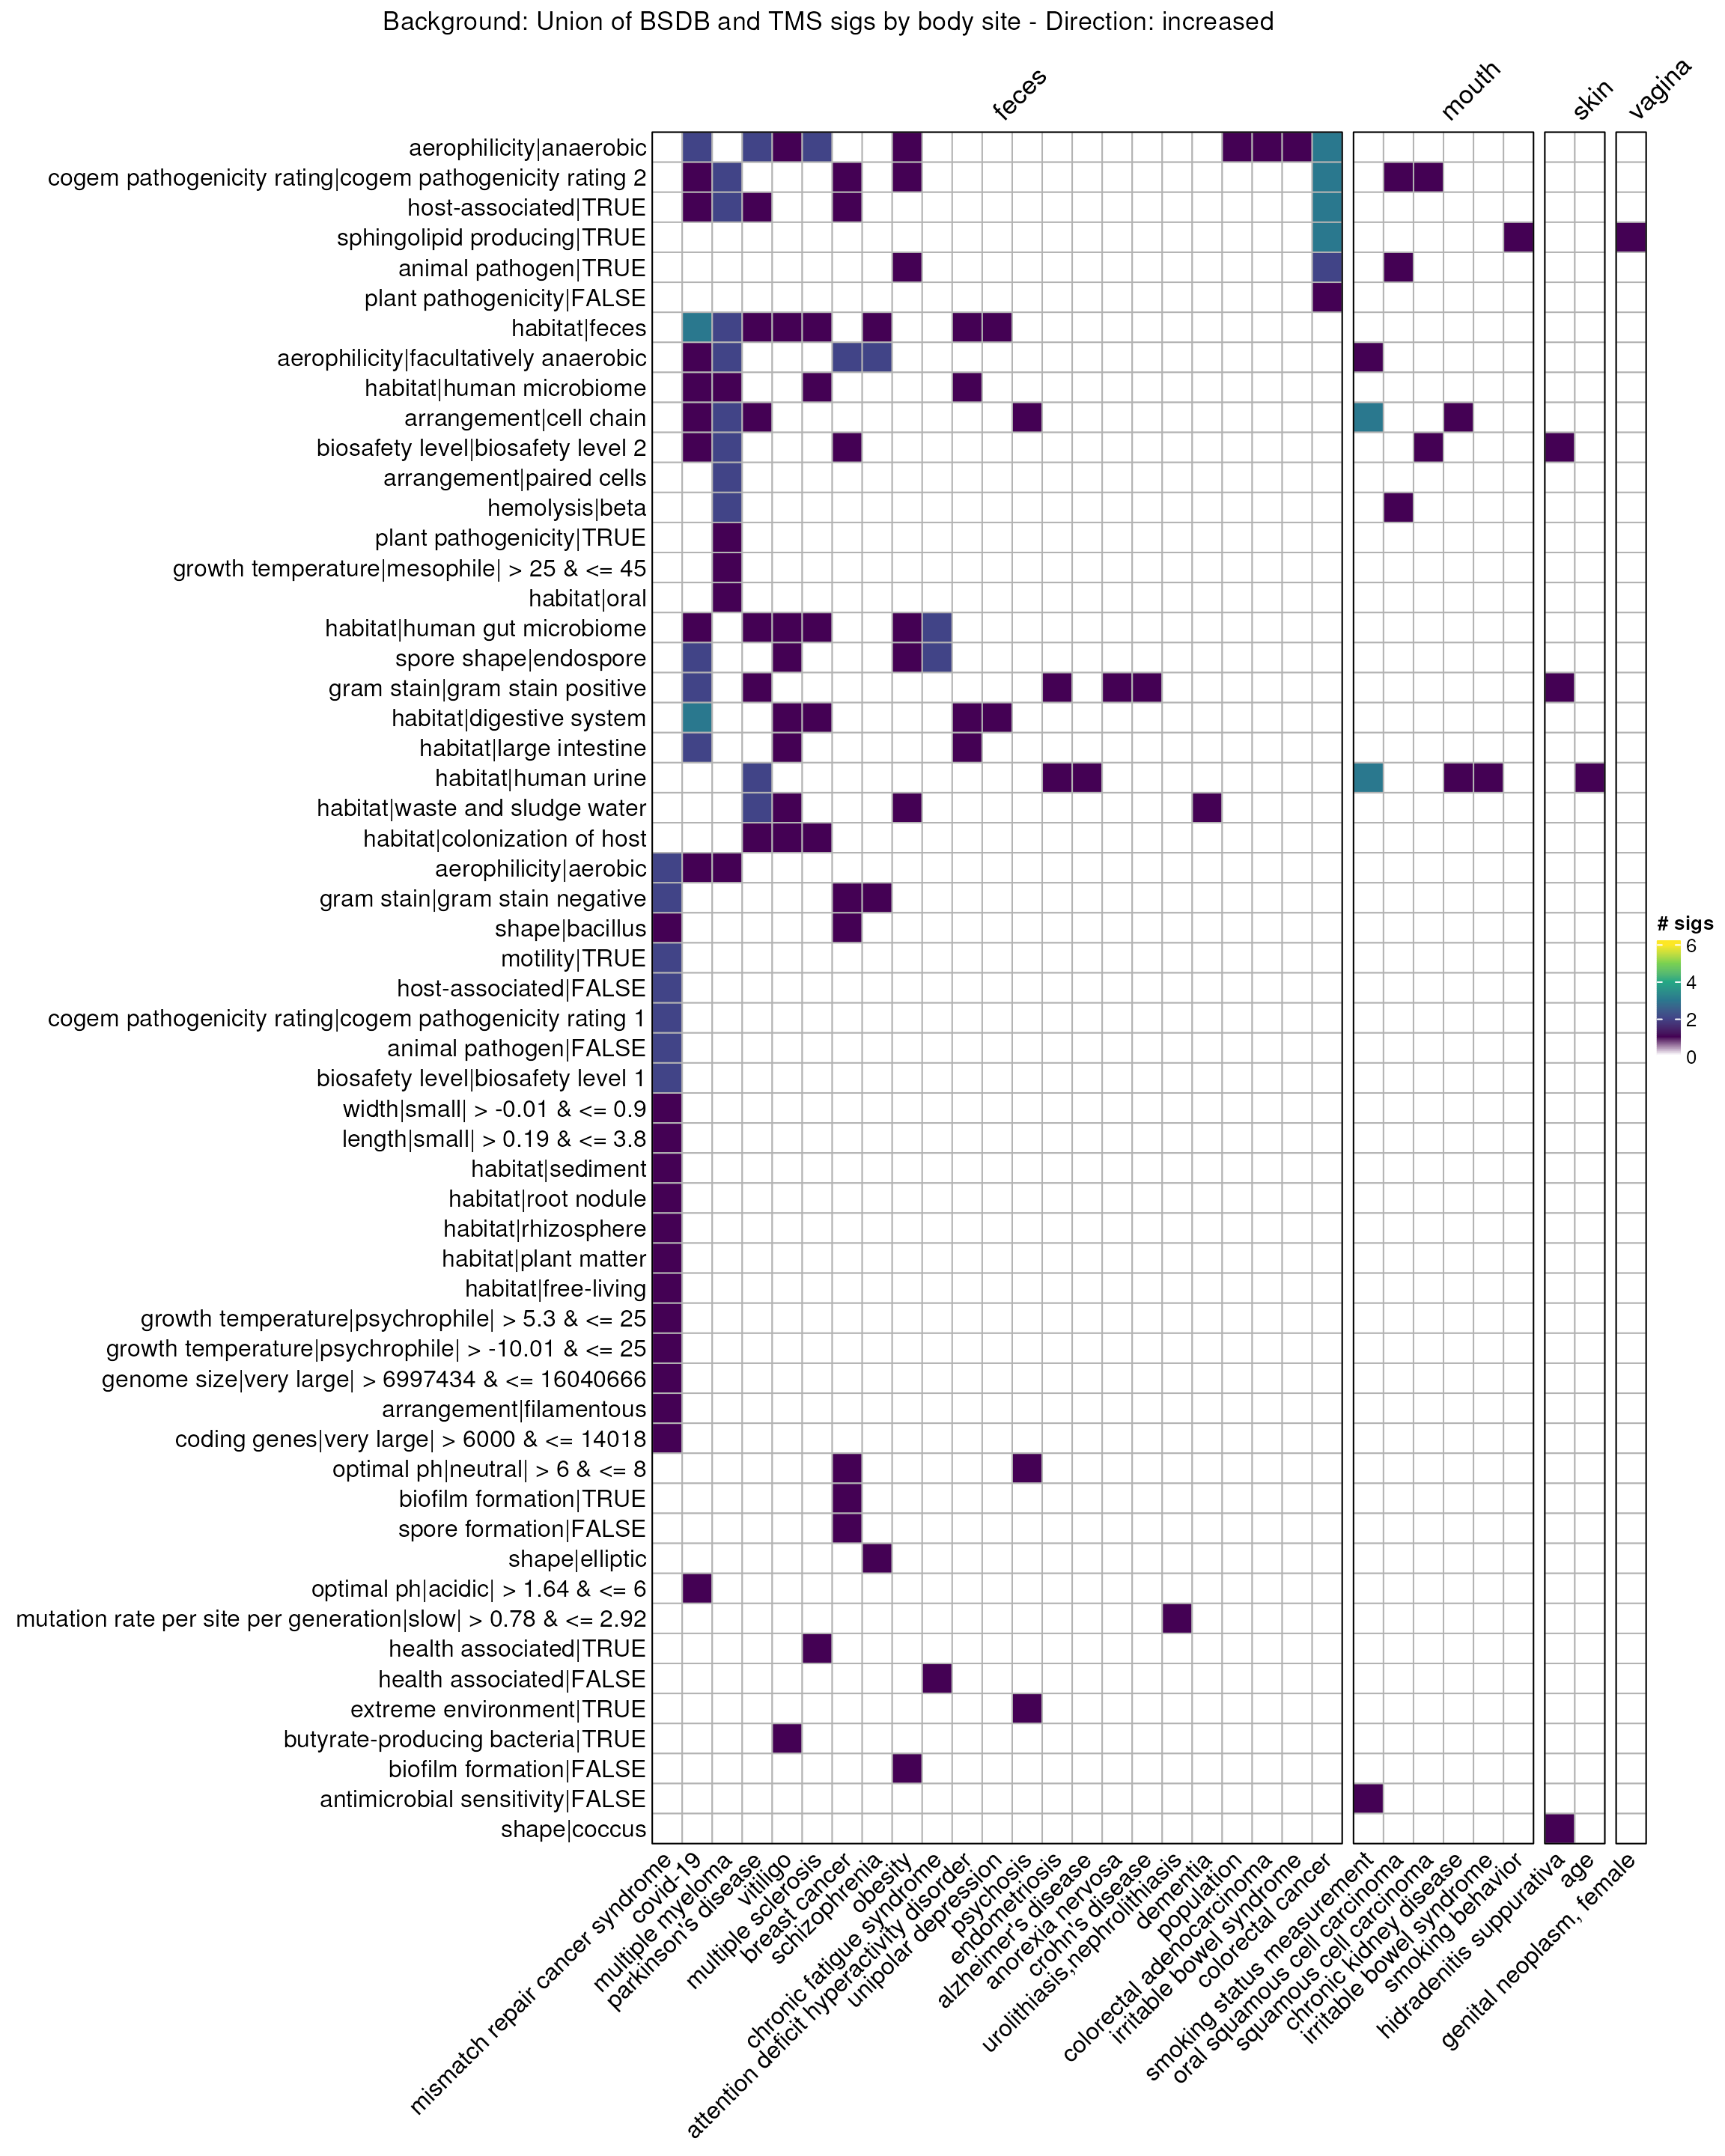 Background: Union of BSDB and TMS sigs by body site - Direction: increased
feces
mouth
skin
vagina
aerophilicity|anaerobic
cogem pathogenicity rating|cogem pathogenicity rating 2
host-associated|TRUE
sphingolipid producing|TRUE
animal pathogen|TRUE
plant pathogenicity|FALSE
habitat|feces
aerophilicity|facultatively anaerobic
habitat|human microbiome
arrangement|cell chain
biosafety level|biosafety level 2
arrangement|paired cells
hemolysis|beta
plant pathogenicity|TRUE
growth temperature|mesophile| > 25 & <= 45
habitat|oral
habitat|human gut microbiome
spore shape|endospore
gram stain|gram stain positive
habitat|digestive system
habitat|large intestine
habitat|human urine
habitat|waste and sludge water
habitat|colonization of host
aerophilicity|aerobic
gram stain|gram stain negative
shape|bacillus
motility|TRUE
host-associated|FALSE
cogem pathogenicity rating|cogem pathogenicity rating 1
animal pathogen|FALSE
biosafety level|biosafety level 1
width|small| > -0.01 & <= 0.9
length|small| > 0.19 & <= 3.8
habitat|sediment
habitat|root nodule
habitat|rhizosphere
habitat|plant matter
habitat|free-living
growth temperature|psychrophile| > 5.3 & <= 25
growth temperature|psychrophile| > -10.01 & <= 25
genome size|very large| > 6997434 & <= 16040666
arrangement|filamentous
coding genes|very large| > 6000 & <= 14018
optimal ph|neutral| > 6 & <= 8
biofilm formation|TRUE
spore formation|FALSE
shape|elliptic
optimal ph|acidic| > 1.64 & <= 6
mutation rate per site per generation|slow| > 0.78 & <= 2.92
health associated|TRUE
health associated|FALSE
extreme environment|TRUE
butyrate-producing bacteria|TRUE
biofilm formation|FALSE
antimicrobial sensitivity|FALSE
shape|coccus
# sigs
6
4
2
0
mismatch repair cancer syndrome
covid-19
multiple myeloma
parkinson's disease
vitiligo
multiple sclerosis
breast cancer
schizophrenia
obesity
chronic fatigue syndrome
attention deficit hyperactivity disorder
unipolar depression
psychosis
endometriosis
alzheimer's disease
anorexia nervosa
crohn's disease
urolithiasis,nephrolithiasis
dementia
population
colorectal adenocarcinoma
irritable bowel syndrome
colorectal cancer
smoking status measurement
oral squamous cell carcinoma
squamous cell carcinoma
chronic kidney disease
irritable bowel syndrome
smoking behavior
hidradenitis suppurativa
age
genital neoplasm, female